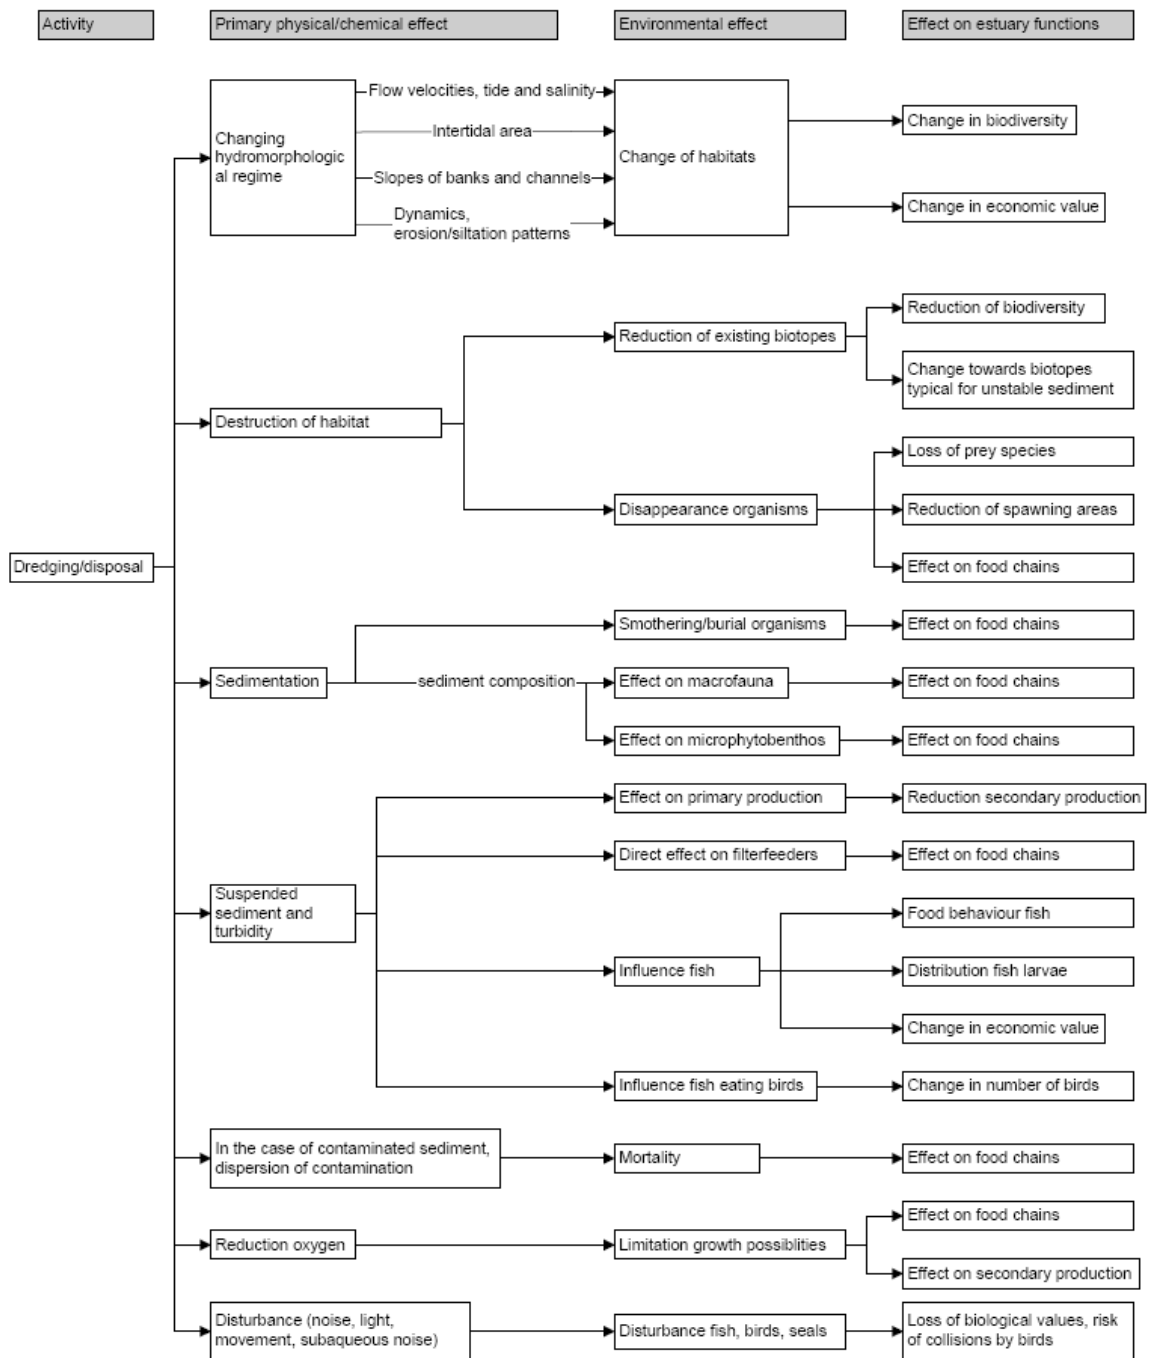 Activity
Primary physical/chemical effect
Environmental effect
Effect on estuary functions
Changing
hydromorphologic
al regime
Flow velocities, tide and salinity
Intertidal area
Slopes of banks and channels
Dynamics,
erosion/siltation patterns
Change of habitats
Change in biodiversity
Change in economic value
Destruction of habitat
Reduction of existing biotopes
Reduction of biodiversity
Change towards biotopes
typical for unstable sediment
Disappearance organisms
Loss of prey species
Reduction of spawning areas
Effect on food chains
Dredging/disposal
Sedimentation
Smothering/burial organisms
Effect on food chains
sediment composition
Effect on macrofauna
Effect on food chains
Effect on microphytobenthos
Effect on food chains
Suspended
sediment and
turbidity
Effect on primary production
Reduction secondary production
Direct effect on filterfeeders
Effect on food chains
Influence fish
Food behaviour fish
Distribution fish larvae
Change in economic value
Influence fish eating birds
Change in number of birds
In the case of contaminated sediment,
dispersion of contamination
Mortality
Effect on food chains
Reduction oxygen
Limitation growth possiblities
Effect on food chains
Effect on secondary production
Disturbance (noise, light,
movement, subaqueous noise)
Disturbance fish, birds, seals
Loss of biological values, risk
of collisions by birds